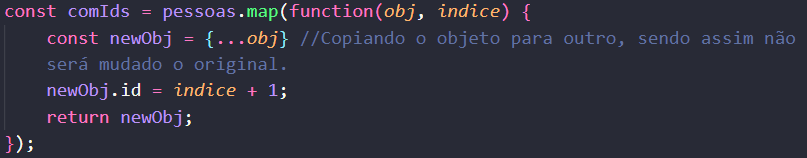 const comIds = pessoas.map(function(obj, indice) {
    const newObj = {...obj} //Copiando o objeto para outro, sendo assim não
    será mudado o original.
    newObj.id = indice + 1;
    return newObj;
});